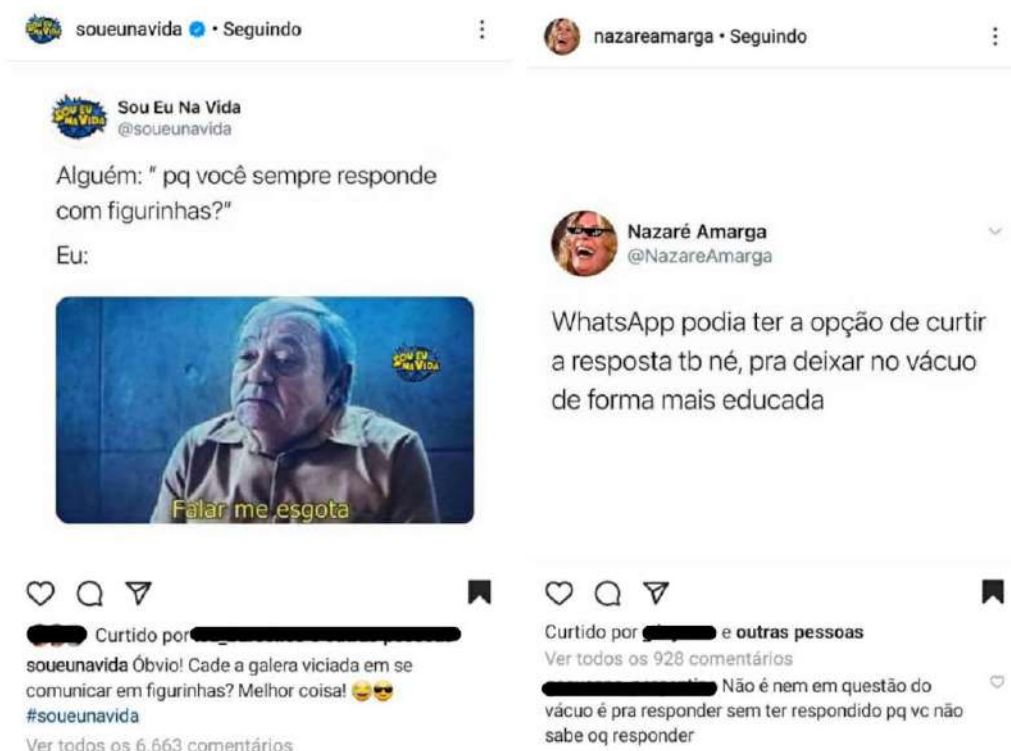 soueunavida • Seguindo
Sou Eu Na Vida
@soueunavida
Alguém: “ pq você sempre responde
com figurinhas?”
Eu:
SOU EU
NA VIDA
Falar me esgota
Curtido por
soueunavida Óbvio! Cade a galera viciada em se
comunicar em figurinhas? Melhor coisa! 😂😎
#soueunavida
Ver todos os 6.663 comentários
nazareamarga • Seguindo
Nazaré Amarga
@NazareAmarga
WhatsApp podia ter a opção de curtir
a resposta tb né, pra deixar no vácuo
de forma mais educada
Curtido por e outras pessoas
Ver todos os 928 comentários
Não é nem em questão do
vácuo é pra responder sem ter respondido pq vc não
sabe oq responder